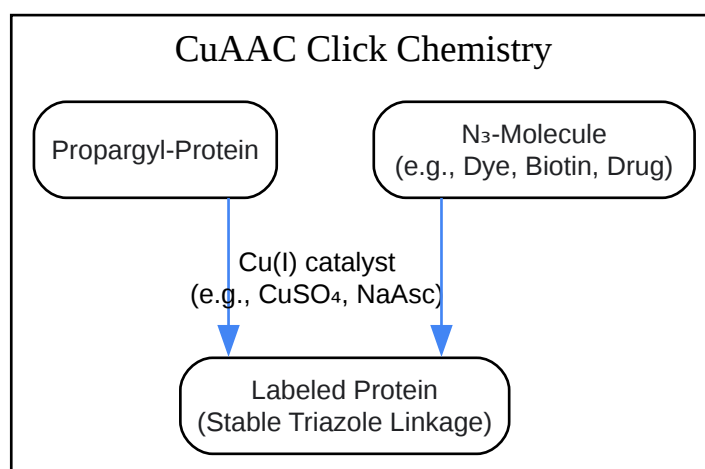 CuAAC Click Chemistry
Propargyl-Protein
N₃-Molecule
(e.g., Dye, Biotin, Drug)
Cu(I) catalyst
(e.g., CuSO₄, NaAsc)
Labeled Protein
(Stable Triazole Linkage)